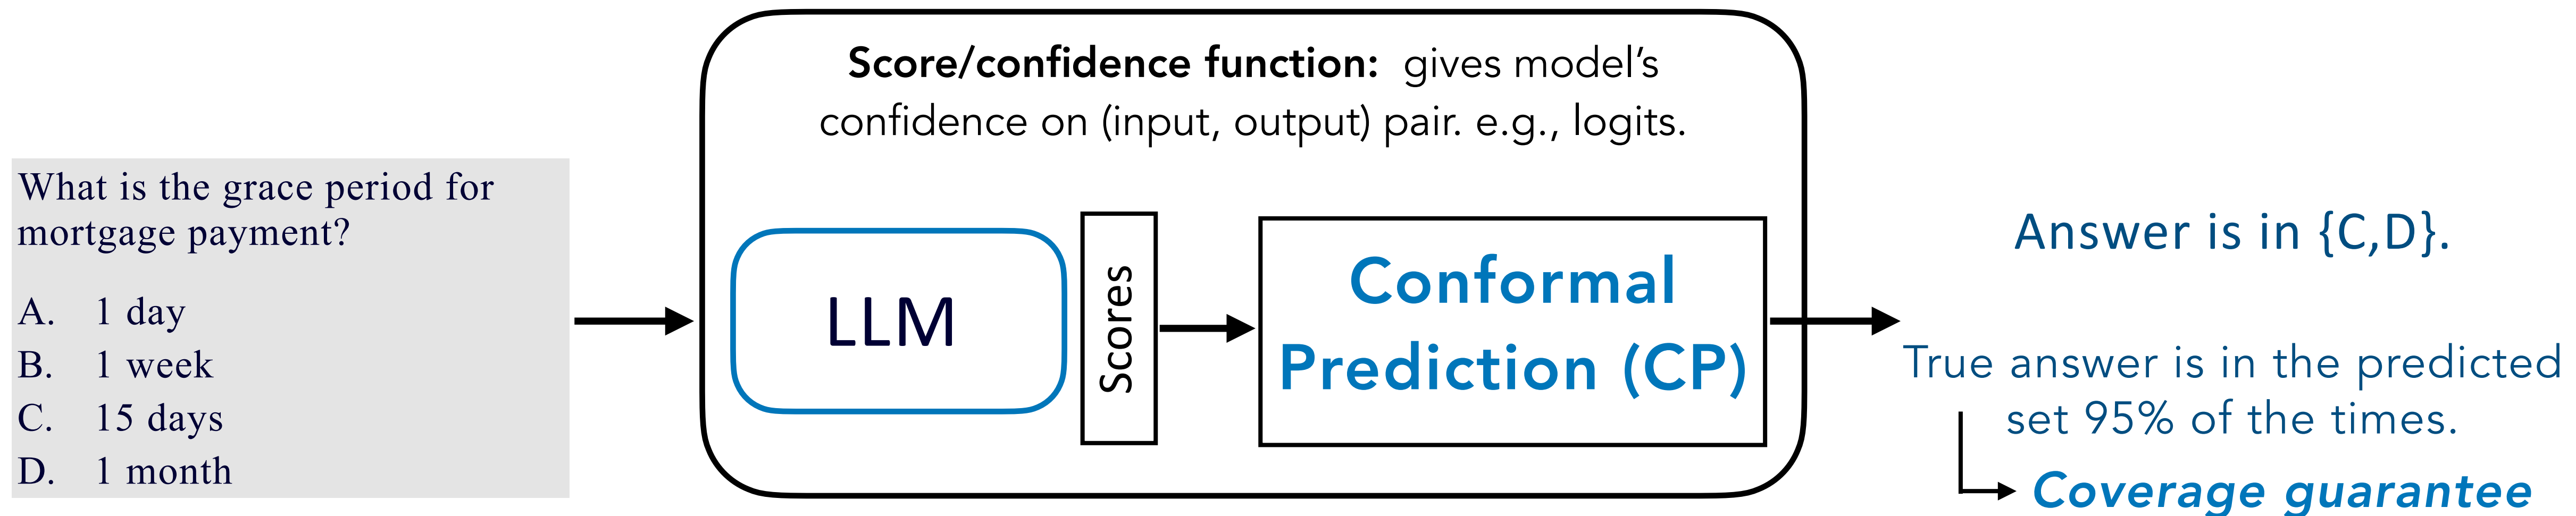 What is the grace period for
mortgage payment?
A. 1 day
B. 1 week
C. 15 days
D. 1 month
Score/confidence function: gives model’s
confidence on (input, output) pair. e.g., logits.
LLM
Scores
Conformal
Prediction (CP)
Answer is in {C,D}.
True answer is in the predicted
set 95% of the times.
Coverage guarantee